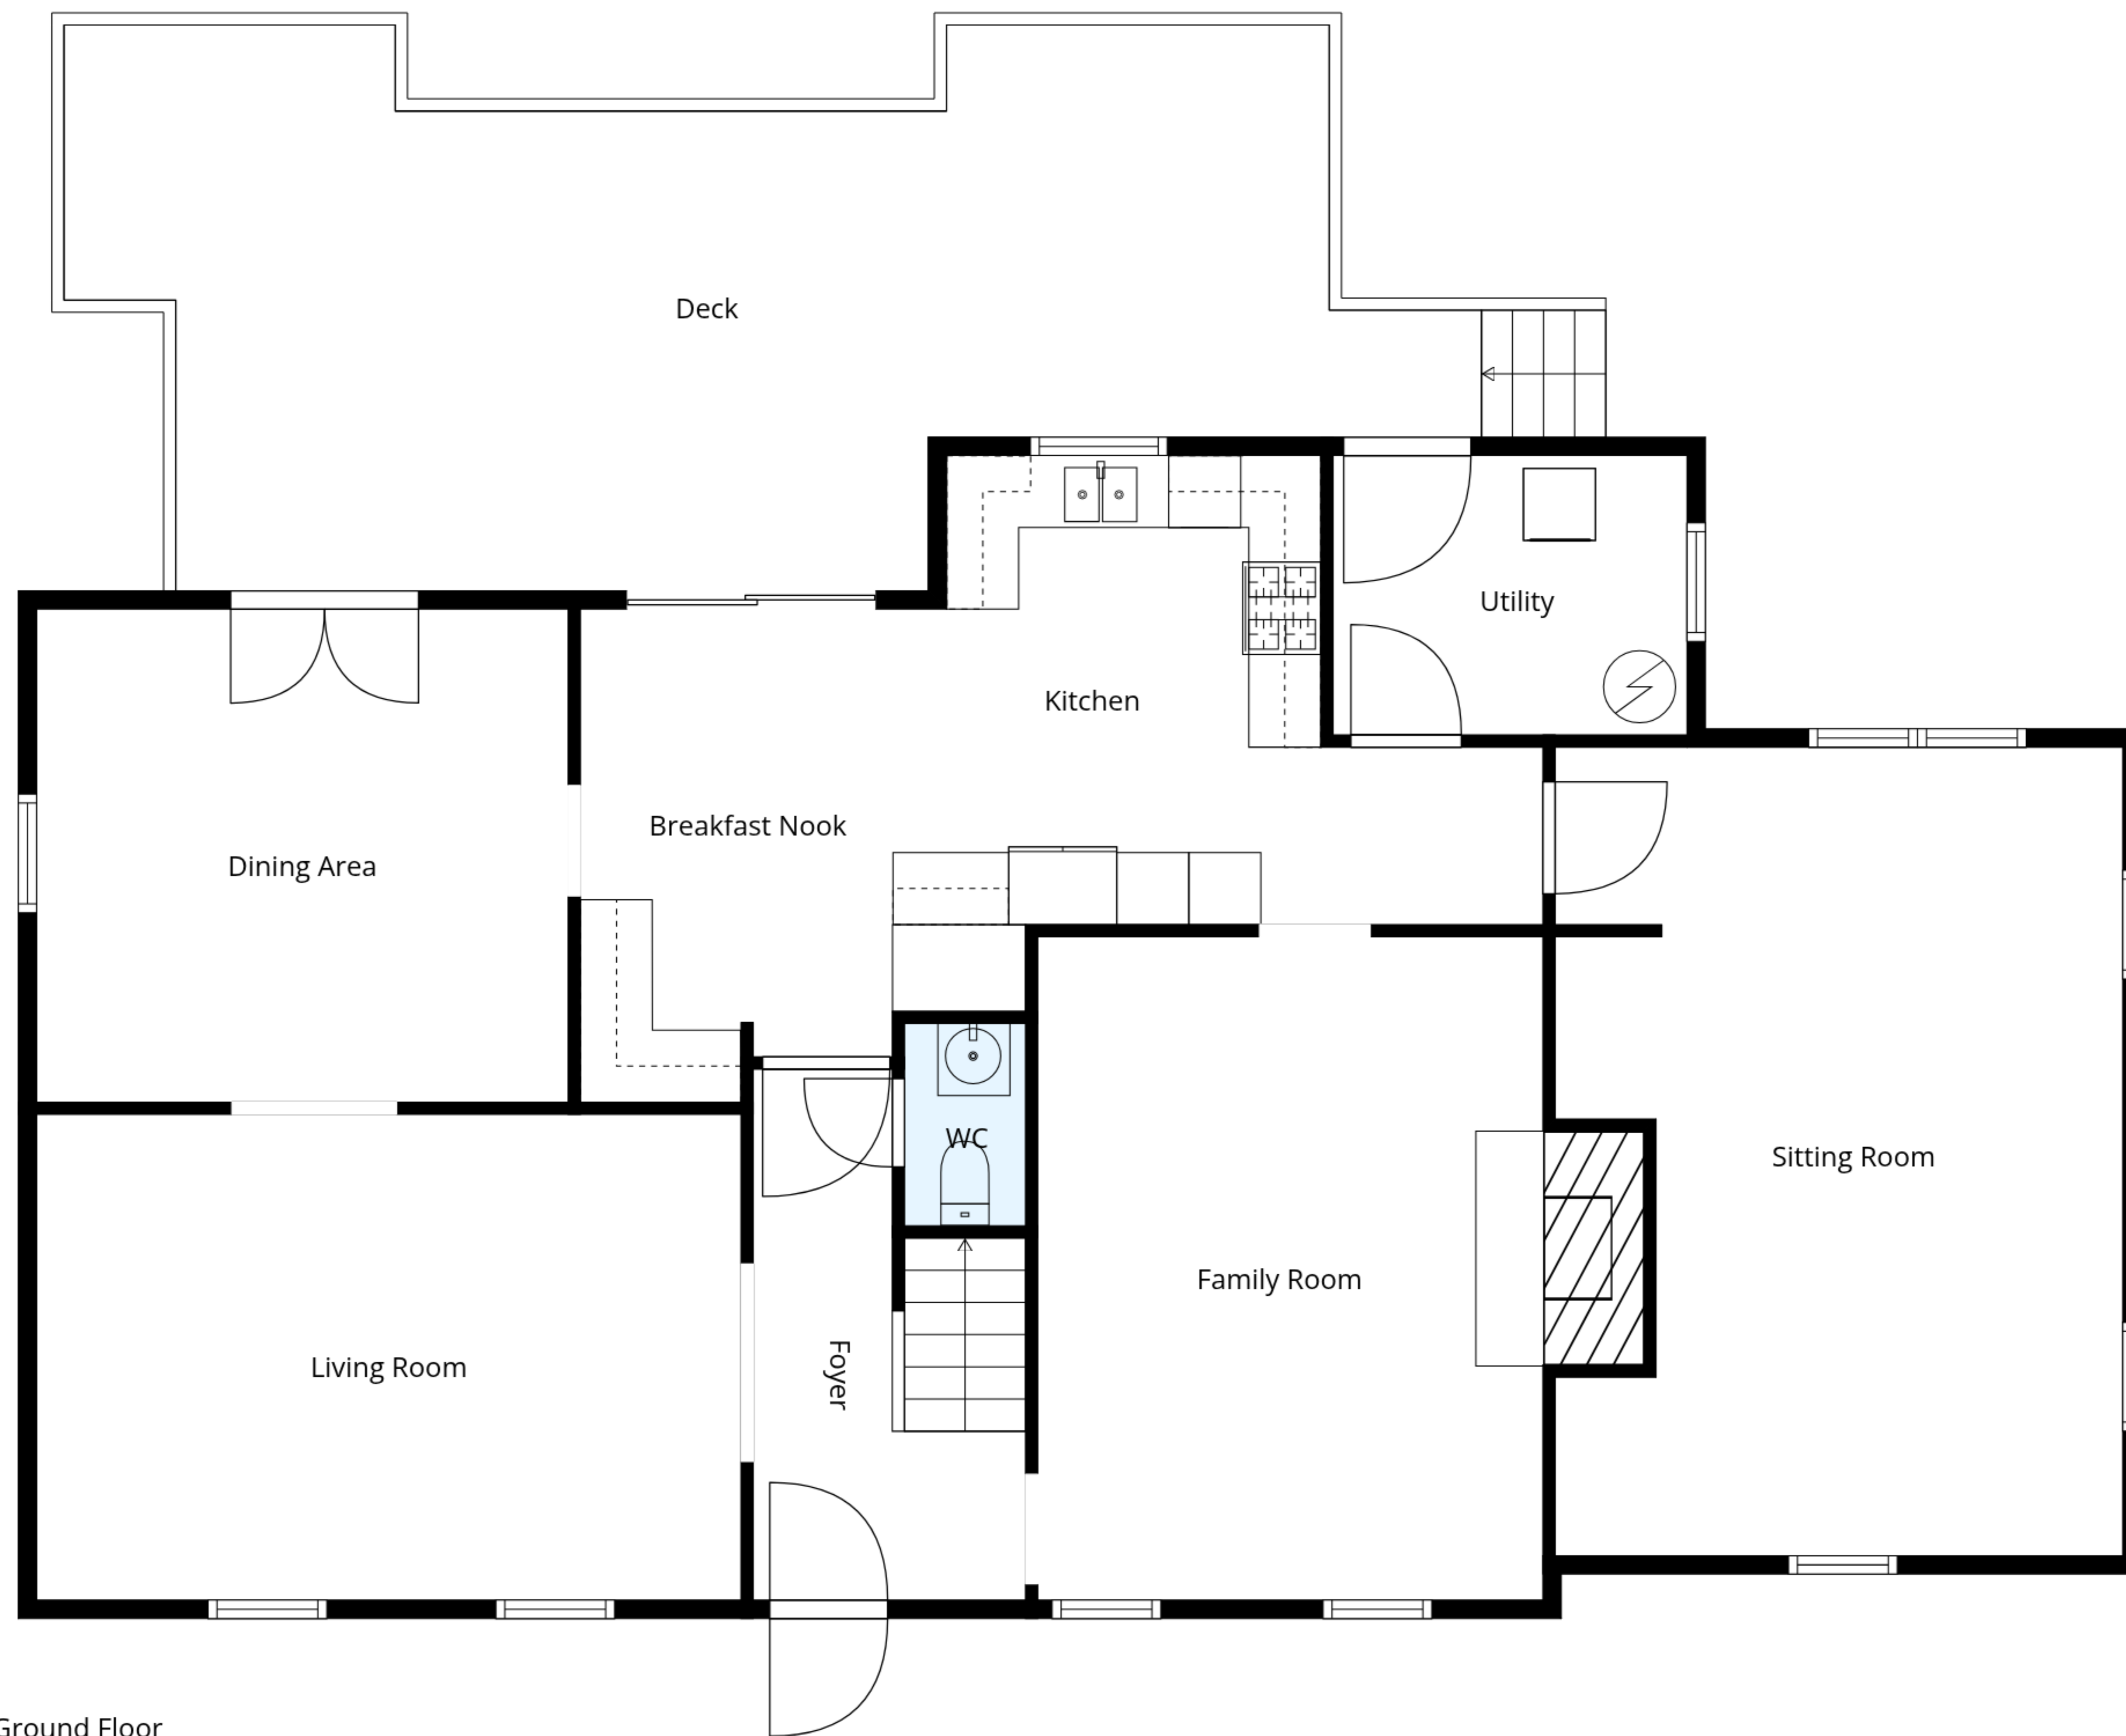 Deck
Utility
Kitchen
Breakfast Nook
Dining Area
WC
Sitting Room
Family Room
Living Room
Foyer
Ground Floor